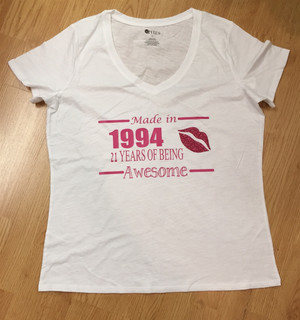 Made in
1994
21 YEARS OF BEING
Awesome